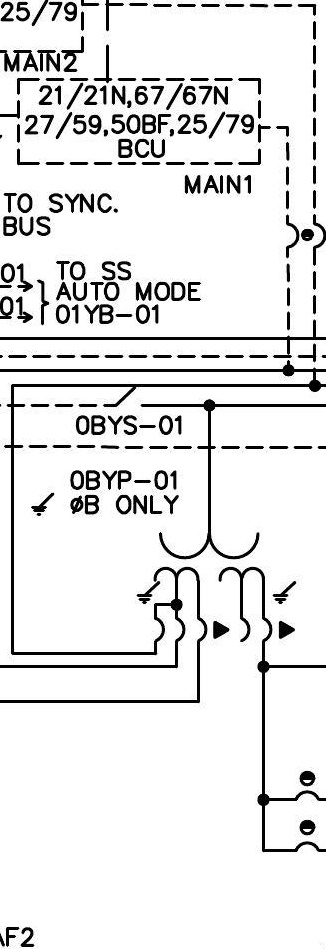 25/79
MAIN2
21/21N,67/67N
27/59,50BF,25/79
BCU
MAIN1
TO SYNC.
BUS
01
01
TO SS
AUTO MODE
01YB-01
0BYS-01
0BYP-01
ØB ONLY
AF2